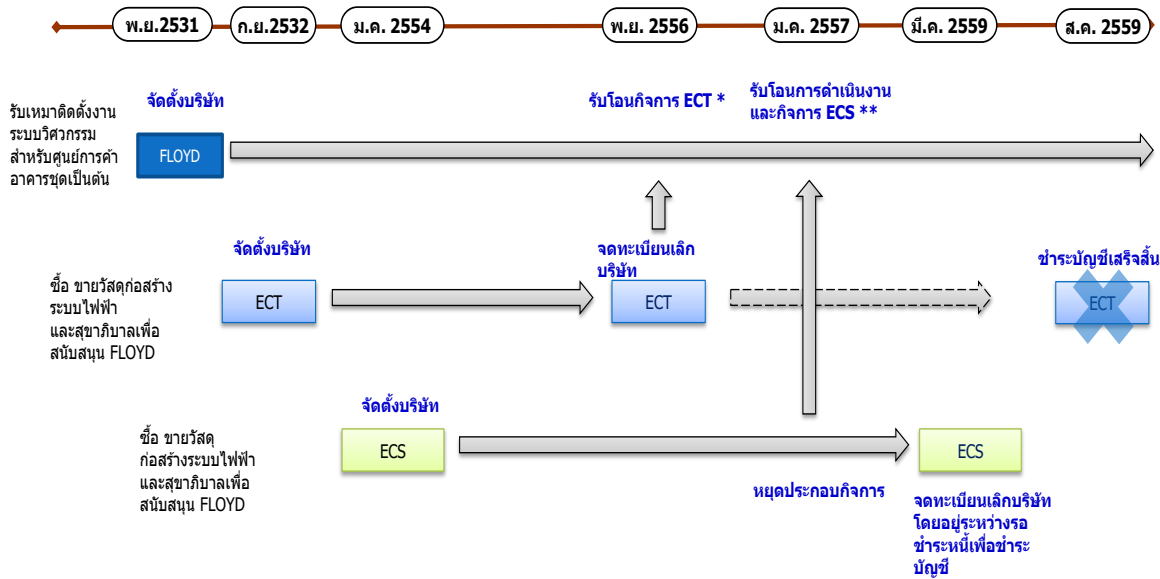 พ.ย.2531
ก.ย.2532
ม.ค. 2554
พ.ย. 2556
ม.ค. 2557
มี.ค. 2559
ส.ค. 2559
รับเหมาติดตั้งงาน
ระบบวิศวกรรม
สำหรับศูนย์การค้า
อาคารชุดเป็นต้น
จัดตั้งบริษัท
FLOYD
รับโอนกิจการ ECT *
รับโอนการดำเนินงาน
และกิจการ ECS **
ซื้อ ขายวัสดุก่อสร้าง
ระบบไฟฟ้า
และสุขาภิบาลเพื่อ
สนับสนุน FLOYD
จัดตั้งบริษัท
ECT
จดทะเบียนเลิก
บริษัท
ECT
ชำระบัญชีเสร็จสิ้น
ECT
ซื้อ ขายวัสดุ
ก่อสร้างระบบไฟฟ้า
และสุขาภิบาลเพื่อ
สนับสนุน FLOYD
จัดตั้งบริษัท
ECS
หยุดประกอบกิจการ
ECS
จดทะเบียนเลิกบริษัท
โดยอยู่ระหว่างรอ
ชำระหนี้เพื่อชำระ
บัญชี